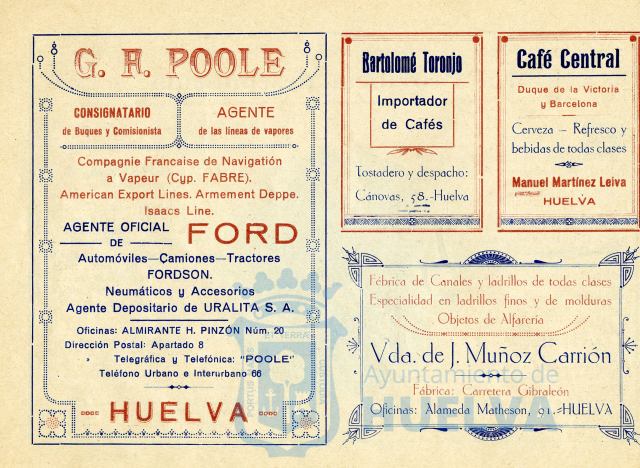 G. A. POOLE
CONSIGNATARIO
de Buques y Comisionista
AGENTE
de las líneas de vapores
Compagnie Francaise de Navigatión
a Vapeur (Cyp. FABRE).
American Export Lines. Armement Deppe.
Isaacs Line.
AGENTE OFICIAL
DE
FORD
Automóviles—Camiones—Tractores
FORDSON.
Neumáticos y Accesorios
Agente Depositario de URALITA S. A.
Oficinas: ALMIRANTE H. PINZÓN Núm. 20
Dirección Postal: Apartado 8
» Telegráfica y Telefónica: "POOLE"
Teléfono Urbano e Interurbano 66
HUELVA
Bartolomé Toronjo
Importador
de Cafés
Tostadero y despacho:
Cánovas, 58.-Huelva
Café Central
Duque de la Victoria
y Barcelona
Cerveza – Refresco y
bebidas de todas clases
Manuel Martínez Leiva
HUELVA
Fábrica de Canales y ladrillos de todas clases
Especialidad en ladrillos finos y de molduras
Objetos de Alfarería
Vda. de J. Muñoz Carrión
Fábrica: Carretera Gibraleón
Oficinas: Alameda Matheson, 91.-HUELVA
Ayuntamiento de
HUELVA